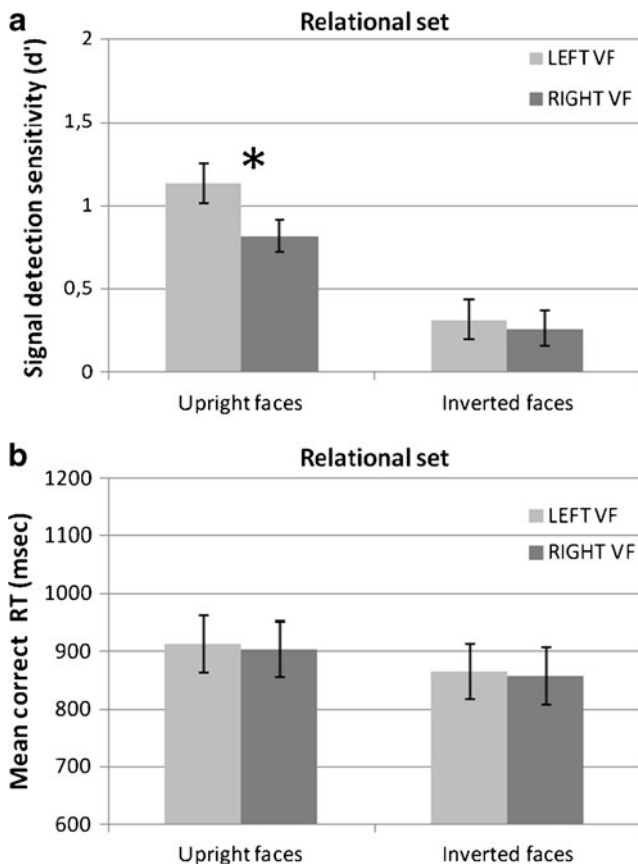 a
Relational set
Signal detection sensitivity (d')
2
1,5
1
0,5
0
LEFT VF
RIGHT VF
*
Upright faces
Inverted faces
b
Relational set
Mean correct RT (msec)
1200
1100
1000
900
800
700
600
LEFT VF
RIGHT VF
Upright faces
Inverted faces